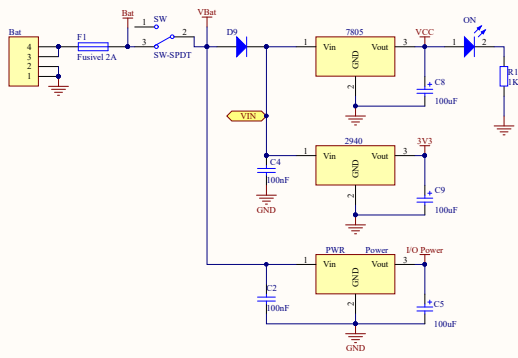 Bat
4
3
2
1
F1
Fusivel 2A
Bat
1
SW
3
2
SW-SPDT
VBat
D9
VIN
C4
100nF
GND
7805
1
Vin
Vout
3
GND
2
VCC
C8
100uF
ON
1
2
R1
1K
2940
1
Vin
Vout
3
GND
2
3V3
C9
100uF
PWR
Power
1
Vin
Vout
3
GND
2
I/O Power
C2
100nF
C5
100uF
GND